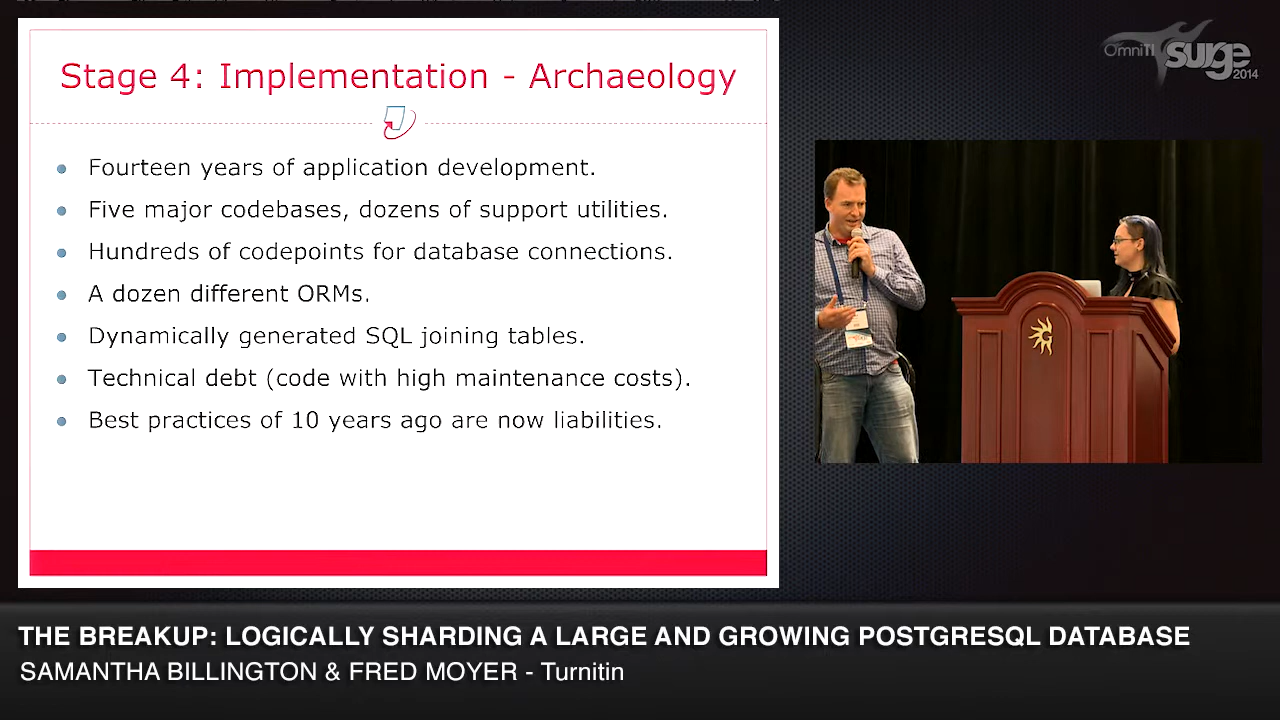 Stage 4: Implementation - Archaeology
Fourteen years of application development.
Five major codebases, dozens of support utilities.
Hundreds of codepoints for database connections.
A dozen different ORMs.
Dynamically generated SQL joining tables.
Technical debt (code with high maintenance costs).
Best practices of 10 years ago are now liabilities.
OmniTI
surge
2014
THE BREAKUP: LOGICALLY SHARDING A LARGE AND GROWING POSTGRESQL DATABASE
SAMANTHA BILLINGTON & FRED MOYER - Turnitin